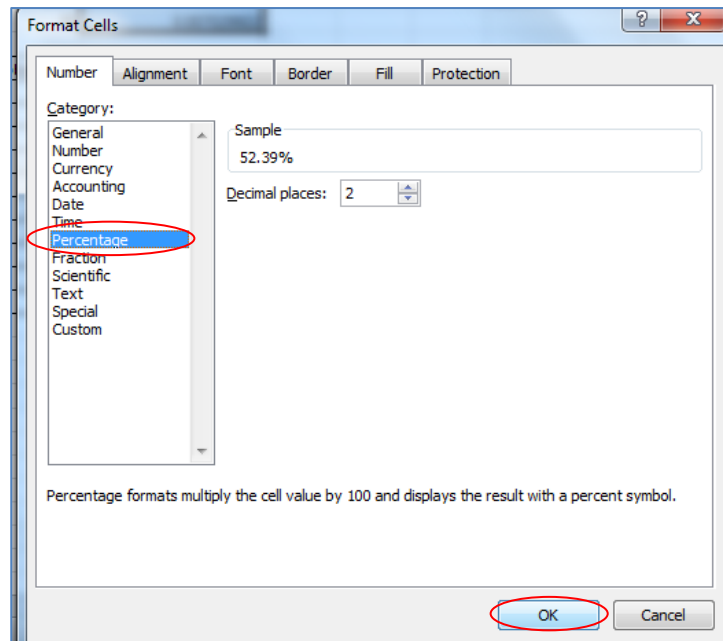 Format Cells
Number Alignment Font Border Fill Protection
Category:
General
Number
Currency
Accounting
Date
Time
Percentage
Fraction
Scientific
Text
Special
Custom
Sample
52.39%
Decimal places: 2
Percentage formats multiply the cell value by 100 and displays the result with a percent symbol.
OK Cancel